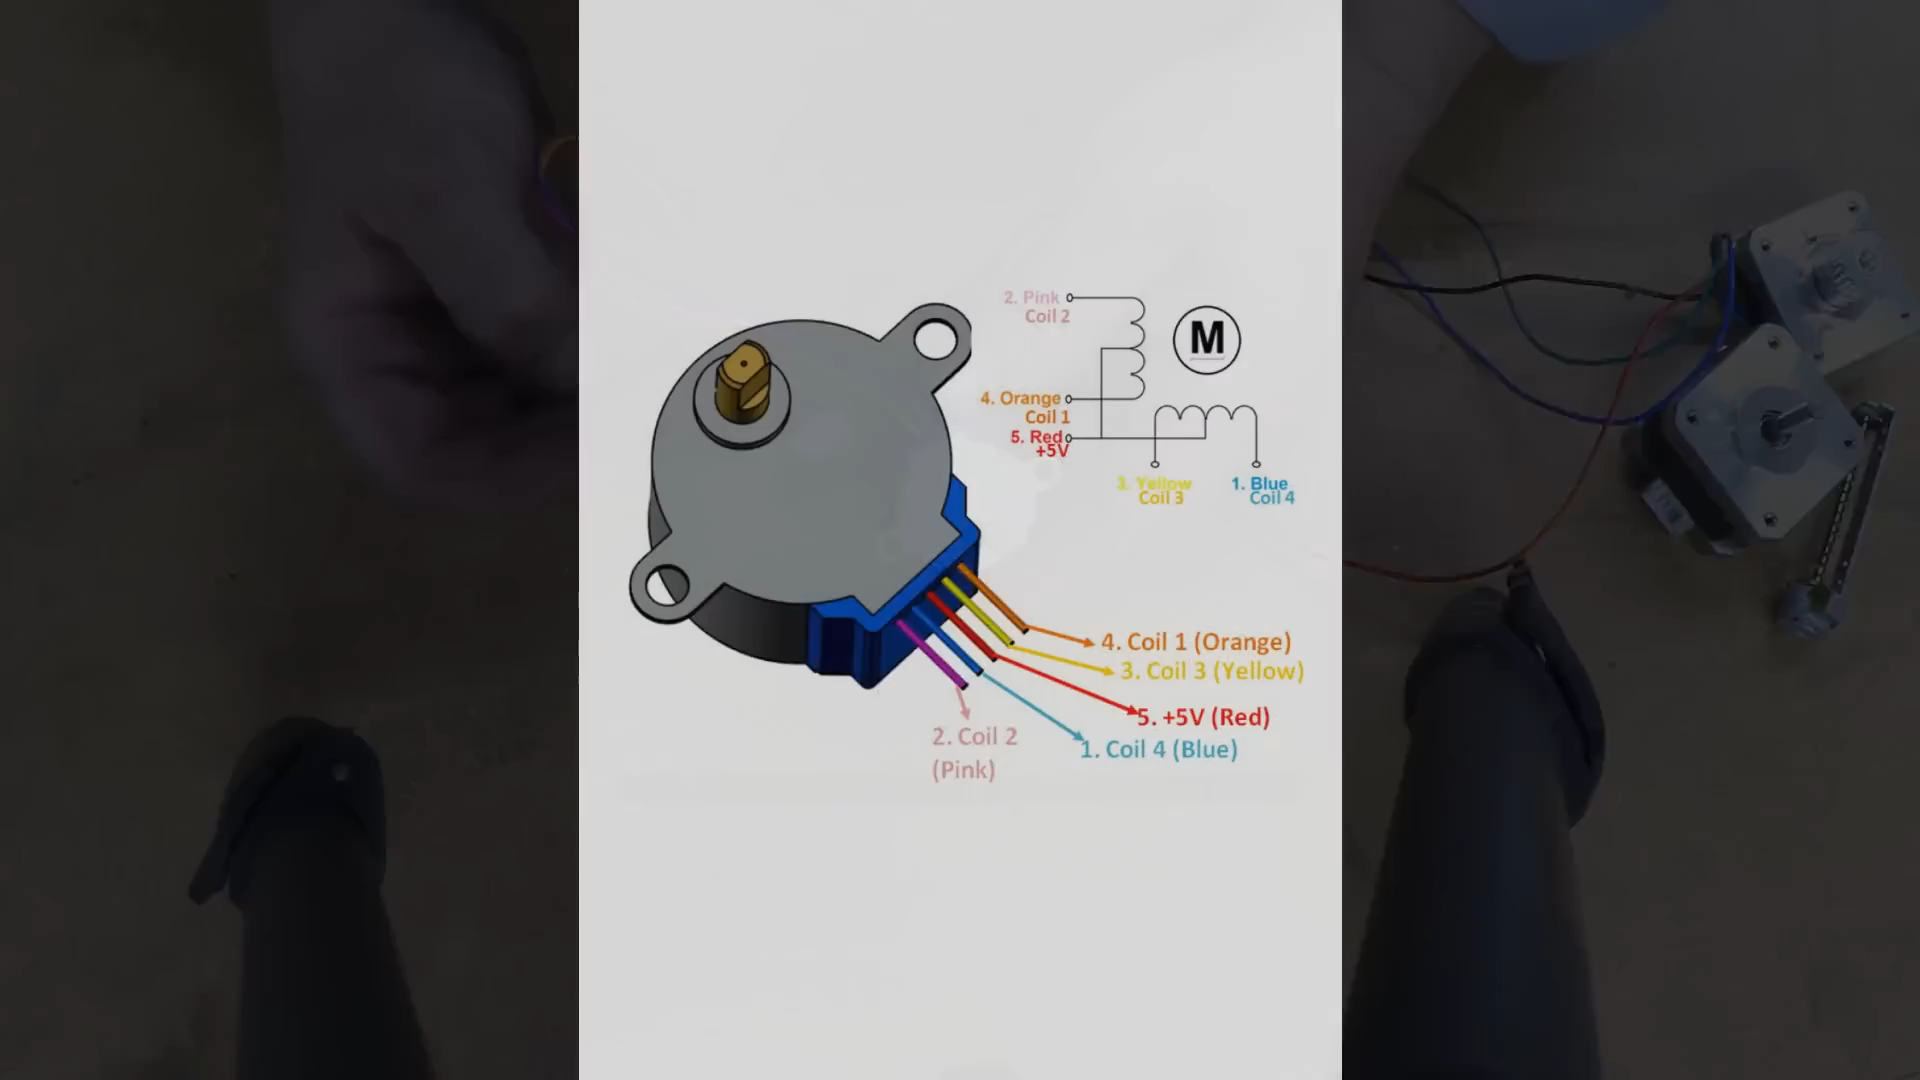 2. Pink
Coil 2
M
4. Orange
Coil 1
5. Red
+5V
3. Yellow
Coil 3
1. Blue
Coil 4
4. Coil 1 (Orange)
3. Coil 3 (Yellow)
5. +5V (Red)
1. Coil 4 (Blue)
2. Coil 2
(Pink)